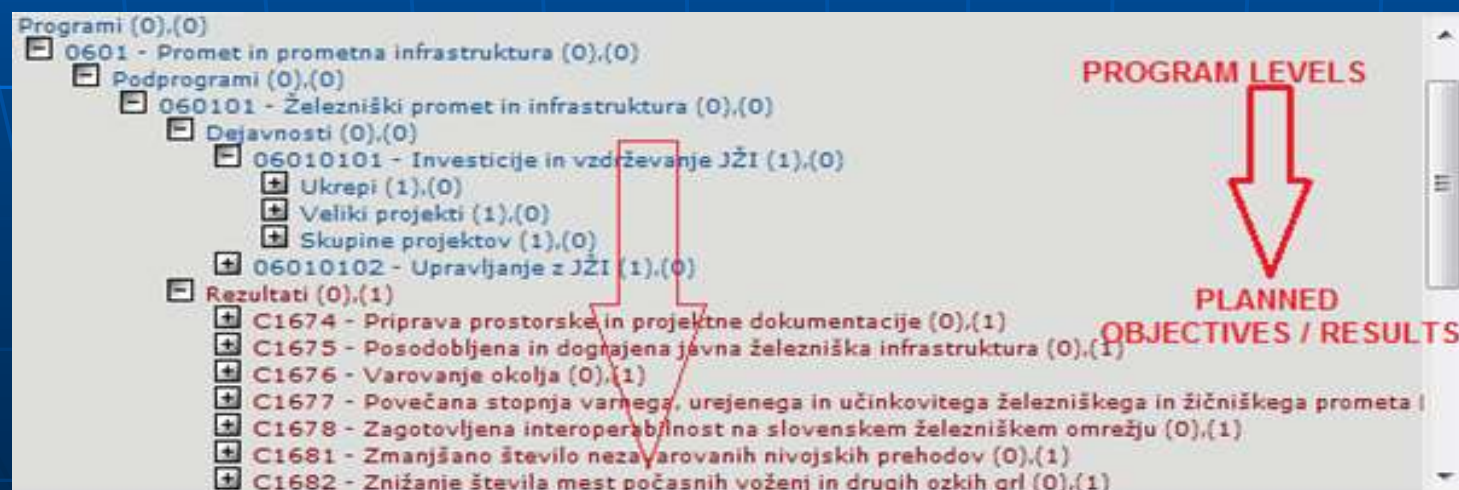 Programi (0),(0)
0601 - Promet in prometna infrastruktura (0),(0)
Podprogrami (0),(0)
060101 - Železniški promet in infrastruktura (0),(0)
Dejavnosti (0),(0)
06010101 - Investicije in vzdrževanje JŽI (1),(0)
Ukrepi (1),(0)
Veliki projekti (1),(0)
Skupine projektov (1),(0)
06010102 - Upravljanje z JŽI (1),(0)
Rezultati (0),(1)
C1674 - Priprava prostorske in projektne dokumentacije (0),(1)
C1675 - Posodobljena in dograjena javna železniška infrastruktura (0),(1)
C1676 - Varovanje okolja (0),(1)
C1677 - Povečana stopnja varnega, urejenega in učinkovitega železniškega in žičniškega prometa (
C1678 - Zagotovljena interoperabilnost na slovenskem železniškem omrežju (0),(1)
C1681 - Zmanjšano število nezavarovanih nivojskih prehodov (0),(1)
C1682 - Znižanje števila mest počasnih voženj in drugih ozkih grl (0),(1)
PROGRAM LEVELS
PLANNED
OBJECTIVES / RESULTS